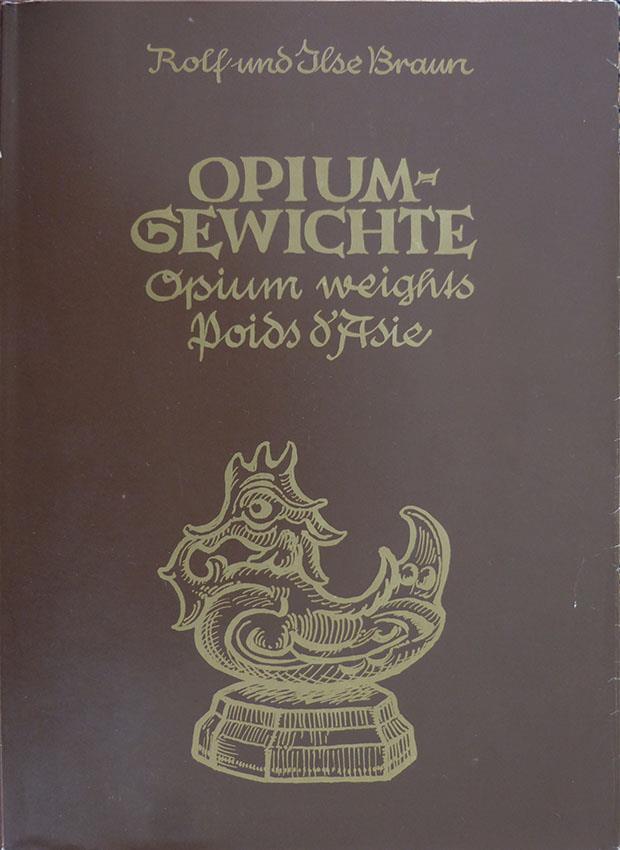 Rolf und Ilse Braun
OPIUM-
GEWICHTE
Opium weights
Poids d'Asie